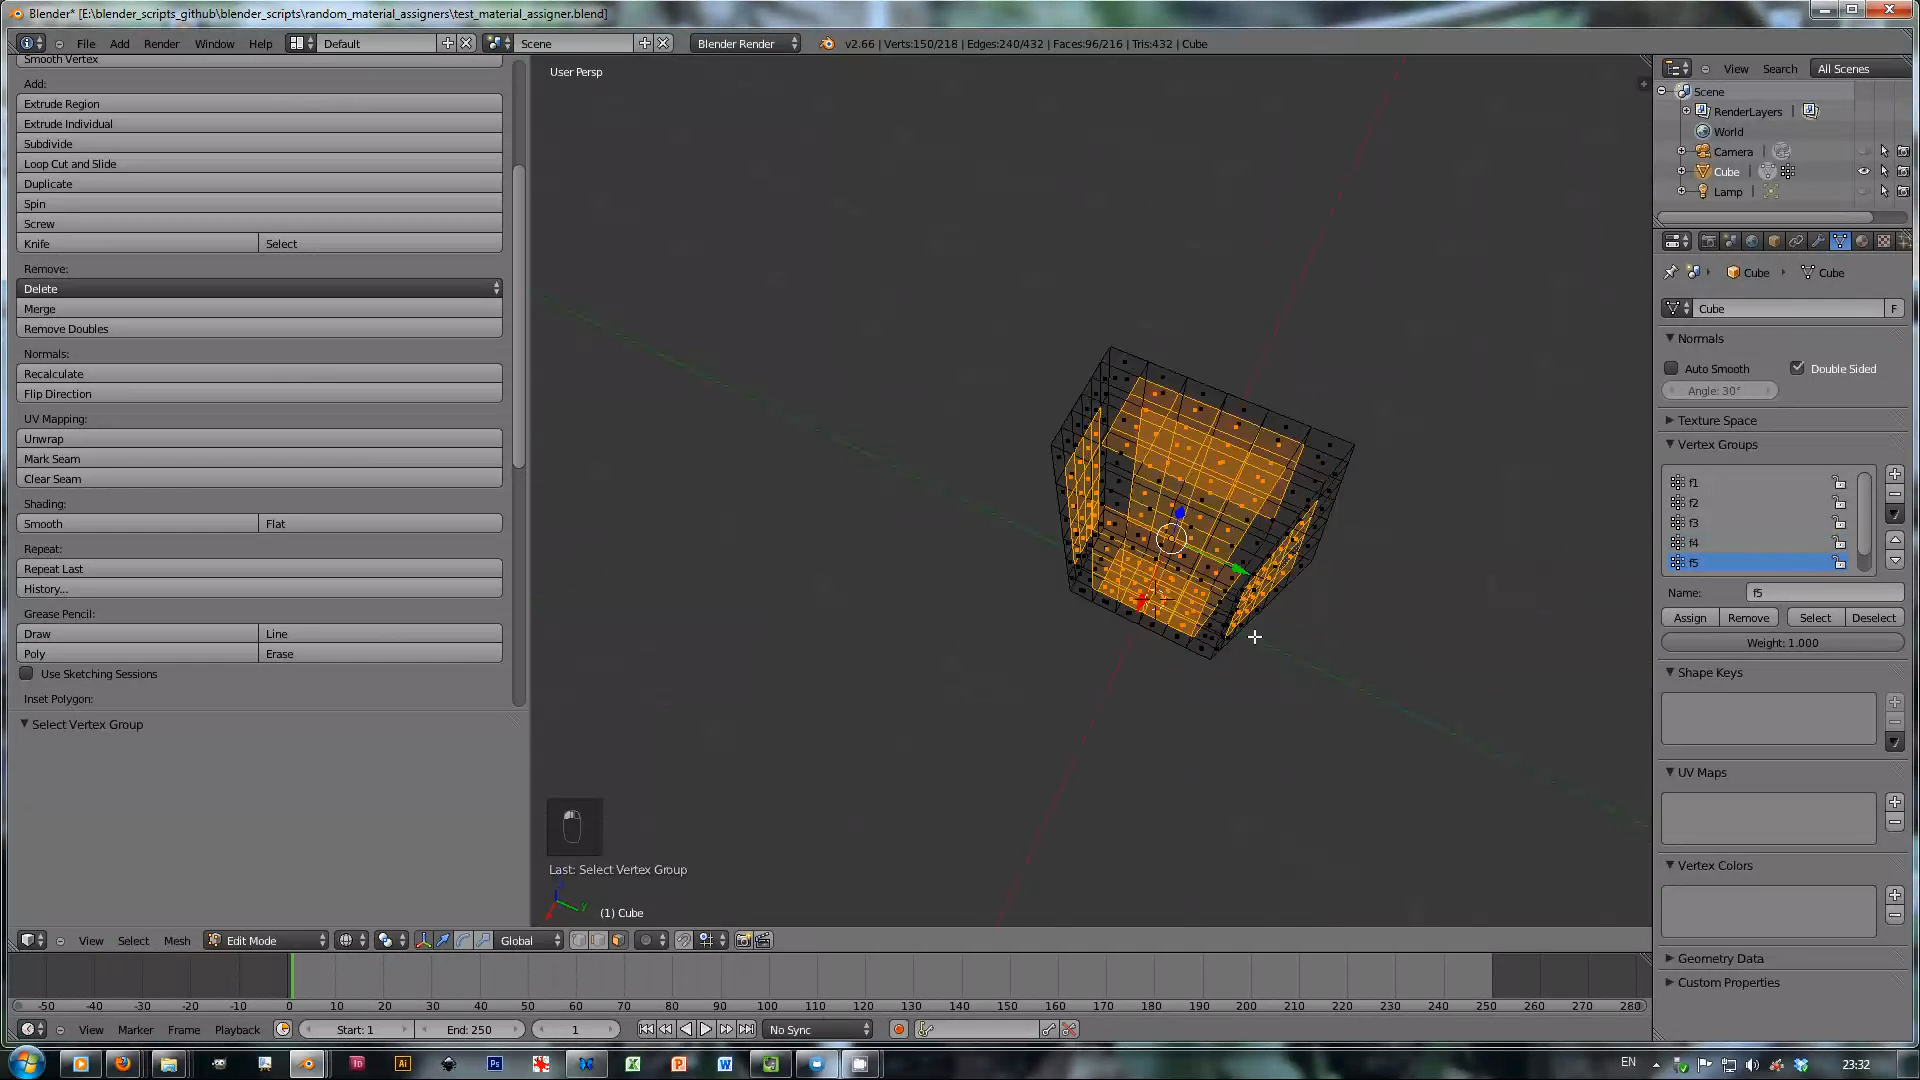 Blender* [E:\blender_scripts_github\blender_scripts\random_material_assigners\test_material_assigner.blend]
File Add Render Window Help Default Scene Blender Render v2.66 | Verts:150/218 | Edges:240/432 | Faces:96/216 | Tris:432 | Cube
Smooth Vertex
Add:
Extrude Region
Extrude Individual
Subdivide
Loop Cut and Slide
Duplicate
Spin
Screw
Knife Select
Remove:
Delete
Merge
Remove Doubles
Normals:
Recalculate
Flip Direction
UV Mapping:
Unwrap
Mark Seam
Clear Seam
Shading:
Smooth Flat
Repeat:
Repeat Last
History...
Grease Pencil:
Draw Line
Poly Erase
Use Sketching Sessions
Inset Polygon:
Select Vertex Group
User Persp
Last: Select Vertex Group
(1) Cube
View Select Mesh Edit Mode Global
View Search All Scenes
Scene
RenderLayers |
World
Camera |
Cube |
Lamp |
Cube Cube
Cube F
Normals
Auto Smooth Double Sided
Angle: 30°
Texture Space
Vertex Groups
f1
f2
f3
f4
f5
Name: f5
Assign Remove Select Deselect
Weight: 1.000
Shape Keys
UV Maps
Vertex Colors
Geometry Data
Custom Properties
-50 -40 -30 -20 -10 0 10 20 30 40 50 60 70 80 90 100 110 120 130 140 150 160 170 180 190 200 210 220 230 240 250 260 270 280
View Marker Frame Playback Start: 1 End: 250 1 No Sync
EN 23:32